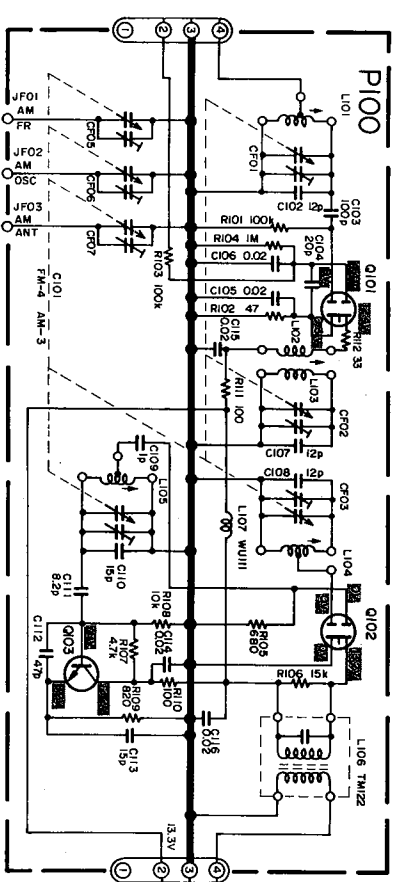 P100
4
3
2
1
L101
CF01
C102 12p
C103
100p
JF01
AM
FR
CF05
JF02
AM
OSC
CF06
JF03
AM
ANT
CF07
C101
FM-4 AM-3
R103 100k
R101 100k
R104 1M
C106 0.02
C104
20p
Q101
C105 0.02
R102 47
R112 33
L102
C115
0.02
R111 100
L103
CF02
C107 12p
C108 12p
CF03
L104
L107 WU111
C109
1p
L105
C110
15p
C111
8.2p
C112
47p
Q103
R107
4.7k
R108
10k
C114
0.02
R109
820
R110
100
C113
15p
R105
680
Q102
R106 15k
C116
0.02
L106 TM122
13.3V
4
3
2
1